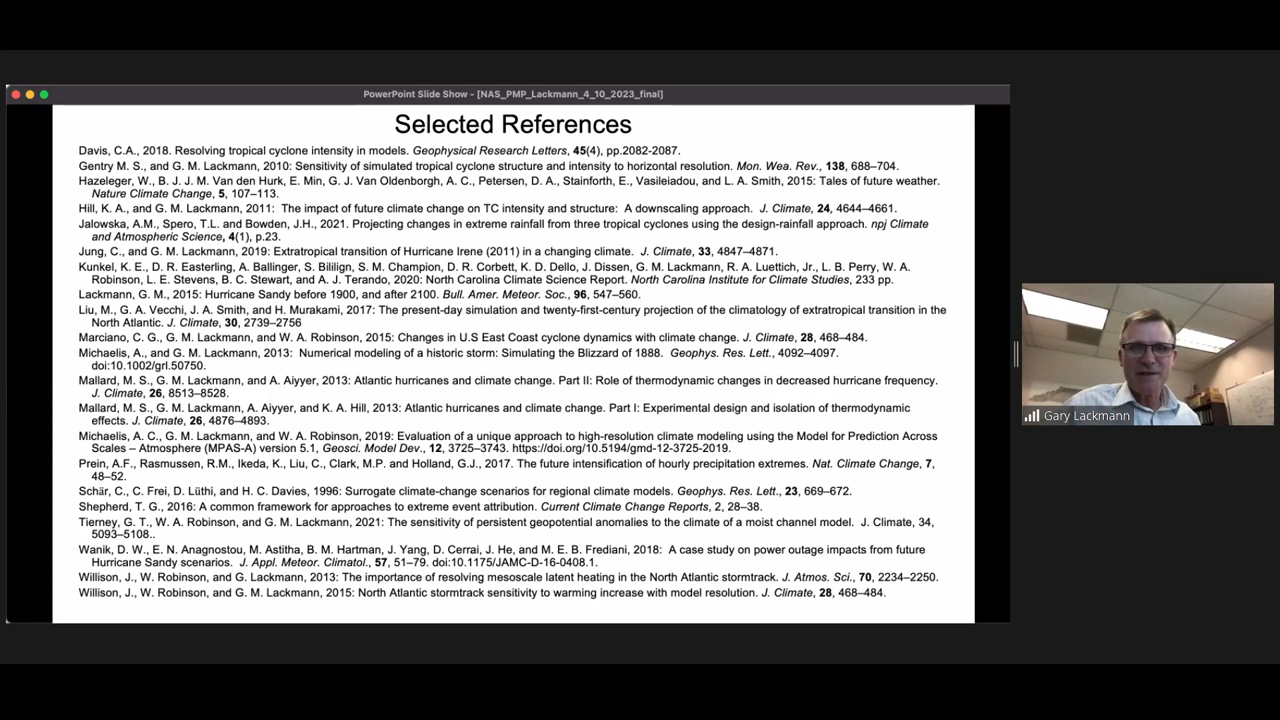 PowerPoint Slide Show - [NAS_PMP_Lackmann_4_10_2023_final]
Selected References
Davis, C.A., 2018. Resolving tropical cyclone intensity in models. Geophysical Research Letters, 45(4), pp.2082-2087.
Gentry M. S., and G. M. Lackmann, 2010: Sensitivity of simulated tropical cyclone structure and intensity to horizontal resolution. Mon. Wea. Rev., 138, 688–704.
Hazeleger, W., B. J. J. M. Van den Hurk, E. Min, G. J. Van Oldenborgh, A. C., Petersen, D. A., Stainforth, E., Vasileiadou, and L. A. Smith, 2015: Tales of future weather.
Nature Climate Change, 5, 107–113.
Hill, K. A., and G. M. Lackmann, 2011:  The impact of future climate change on TC intensity and structure:  A downscaling approach.  J. Climate, 24, 4644–4661.
Jalowska, A.M., Spero, T.L. and Bowden, J.H., 2021. Projecting changes in extreme rainfall from three tropical cyclones using the design-rainfall approach. npj Climate
and Atmospheric Science, 4(1), p.23.
Jung, C., and G. M. Lackmann, 2019: Extratropical transition of Hurricane Irene (2011) in a changing climate.  J. Climate, 33, 4847–4871.
Kunkel, K. E., D. R. Easterling, A. Ballinger, S. Bililign, S. M. Champion, D. R. Corbett, K. D. Dello, J. Dissen, G. M. Lackmann, R. A. Luettich, Jr., L. B. Perry, W. A.
Robinson, L. E. Stevens, B. C. Stewart, and A. J. Terando, 2020: North Carolina Climate Science Report. North Carolina Institute for Climate Studies, 233 pp.
Lackmann, G. M., 2015: Hurricane Sandy before 1900, and after 2100. Bull. Amer. Meteor. Soc., 96, 547–560.
Liu, M., G. A. Vecchi, J. A. Smith, and H. Murakami, 2017: The present-day simulation and twenty-first-century projection of the climatology of extratropical transition in the
North Atlantic. J. Climate, 30, 2739–2756
Marciano, C. G., G. M. Lackmann, and W. A. Robinson, 2015: Changes in U.S East Coast cyclone dynamics with climate change. J. Climate, 28, 468–484.
Michaelis, A., and G. M. Lackmann, 2013:  Numerical modeling of a historic storm: Simulating the Blizzard of 1888.  Geophys. Res. Lett., 4092–4097.
doi:10.1002/grl.50750.
Mallard, M. S., G. M. Lackmann, and A. Aiyyer, 2013: Atlantic hurricanes and climate change. Part II: Role of thermodynamic changes in decreased hurricane frequency.
J. Climate, 26, 8513–8528.
Mallard, M. S., G. M. Lackmann, A. Aiyyer, and K. A. Hill, 2013: Atlantic hurricanes and climate change. Part I: Experimental design and isolation of thermodynamic
effects. J. Climate, 26, 4876–4893.
Michaelis, A. C., G. M. Lackmann, and W. A. Robinson, 2019: Evaluation of a unique approach to high-resolution climate modeling using the Model for Prediction Across
Scales – Atmosphere (MPAS-A) version 5.1, Geosci. Model Dev., 12, 3725–3743. https://doi.org/10.5194/gmd-12-3725-2019.
Prein, A.F., Rasmussen, R.M., Ikeda, K., Liu, C., Clark, M.P. and Holland, G.J., 2017. The future intensification of hourly precipitation extremes. Nat. Climate Change, 7,
48–52.
Schär, C., C. Frei, D. Lüthi, and H. C. Davies, 1996: Surrogate climate-change scenarios for regional climate models. Geophys. Res. Lett., 23, 669–672.
Shepherd, T. G., 2016: A common framework for approaches to extreme event attribution. Current Climate Change Reports, 2, 28–38.
Tierney, G. T., W. A. Robinson, and G. M. Lackmann, 2021: The sensitivity of persistent geopotential anomalies to the climate of a moist channel model.  J. Climate, 34,
5093–5108..
Wanik, D. W., E. N. Anagnostou, M. Astitha, B. M. Hartman, J. Yang, D. Cerrai, J. He, and M. E. B. Frediani, 2018:  A case study on power outage impacts from future
Hurricane Sandy scenarios.  J. Appl. Meteor. Climatol., 57, 51–79. doi:10.1175/JAMC-D-16-0408.1.
Willison, J., W. Robinson, and G. Lackmann, 2013: The importance of resolving mesoscale latent heating in the North Atlantic stormtrack. J. Atmos. Sci., 70, 2234–2250.
Willison, J., W. Robinson, and G. M. Lackmann, 2015: North Atlantic stormtrack sensitivity to warming increase with model resolution. J. Climate, 28, 468–484.
Gary Lackmann